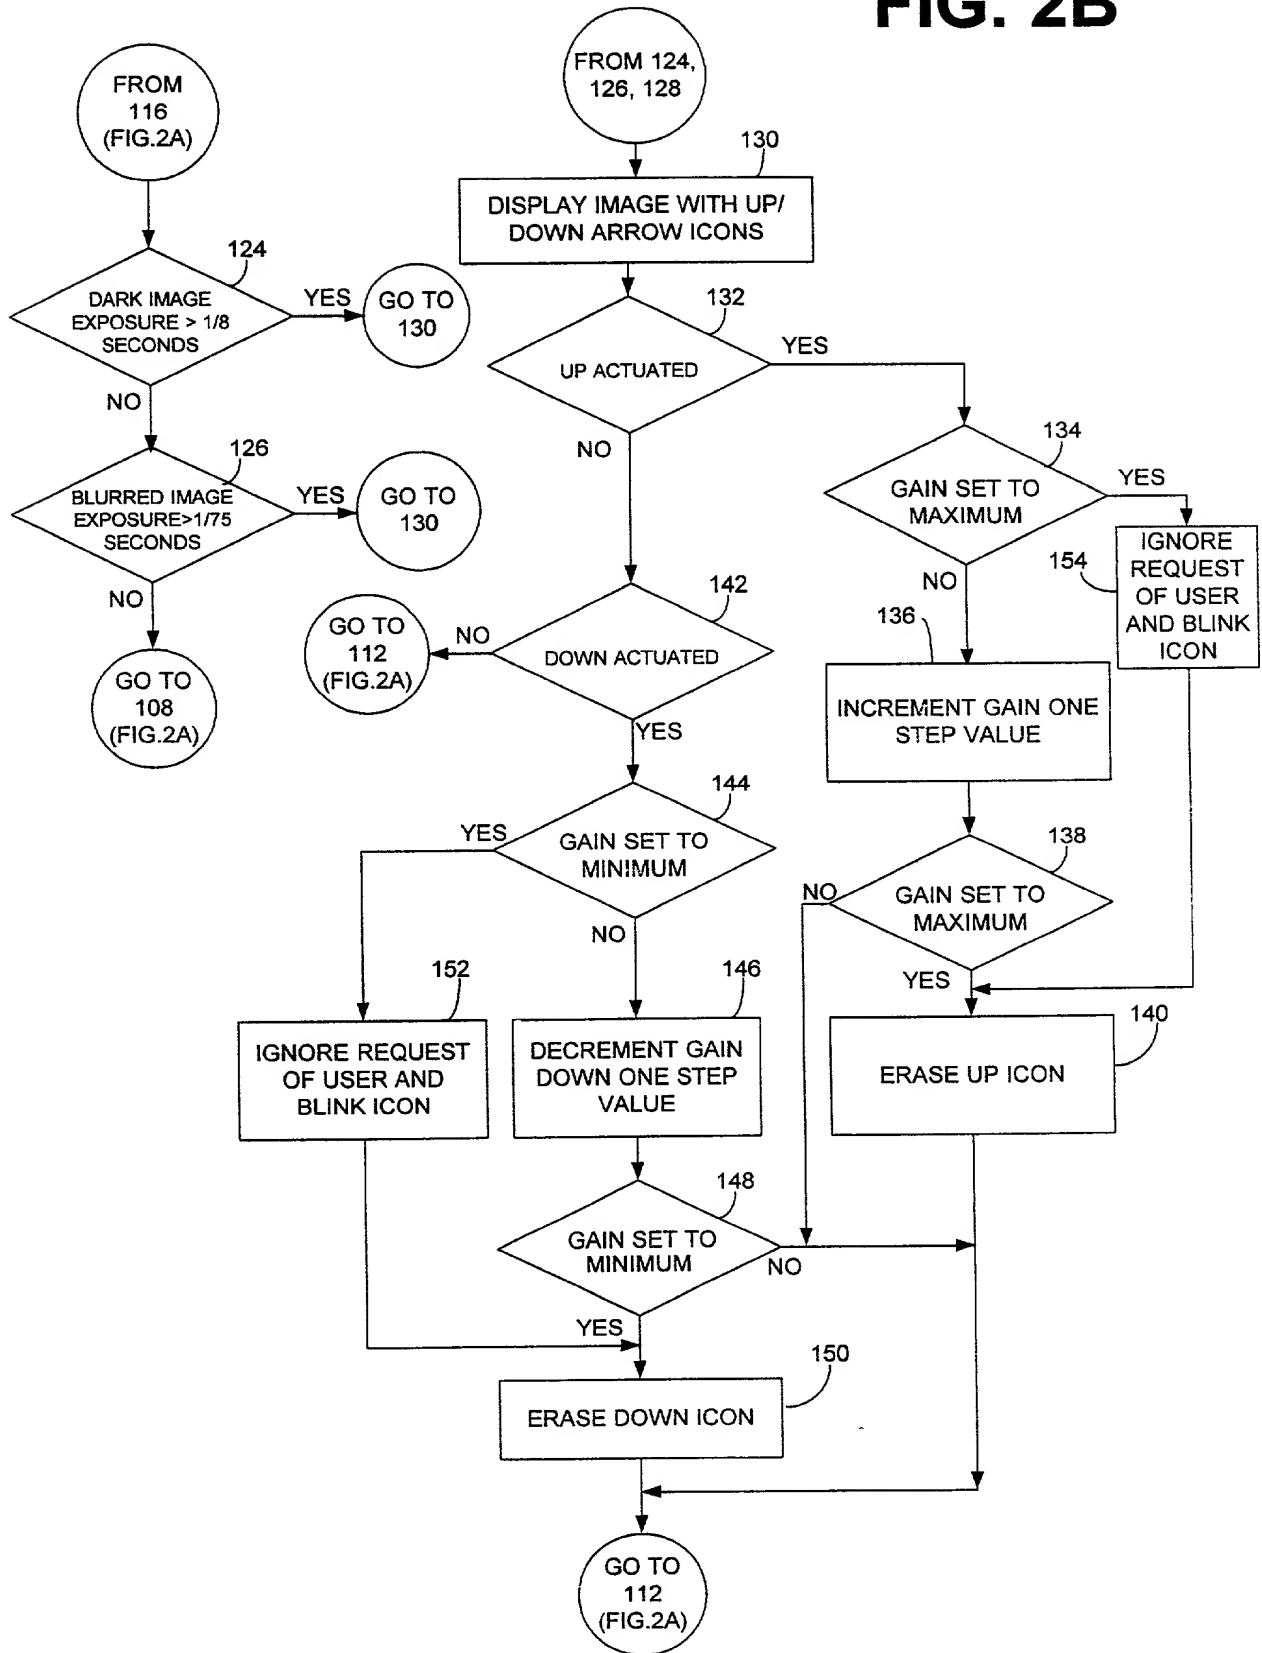 FIG. 2B
FROM
116
(FIG.2A)
124
DARK IMAGE
EXPOSURE > 1/8
SECONDS
YES
GO TO
130
NO
126
BLURRED IMAGE
EXPOSURE>1/75
SECONDS
YES
GO TO
130
NO
GO TO
108
(FIG.2A)
FROM 124,
126, 128
130
DISPLAY IMAGE WITH UP/
DOWN ARROW ICONS
132
UP ACTUATED
YES
NO
134
GAIN SET TO
MAXIMUM
YES
NO
154
IGNORE
REQUEST
OF USER
AND BLINK
ICON
136
INCREMENT GAIN ONE
STEP VALUE
138
GAIN SET TO
MAXIMUM
NO
YES
140
ERASE UP ICON
142
DOWN ACTUATED
NO
GO TO
112
(FIG.2A)
YES
144
GAIN SET TO
MINIMUM
YES
NO
152
IGNORE REQUEST
OF USER AND
BLINK ICON
146
DECREMENT GAIN
DOWN ONE STEP
VALUE
148
GAIN SET TO
MINIMUM
NO
YES
150
ERASE DOWN ICON
GO TO
112
(FIG.2A)